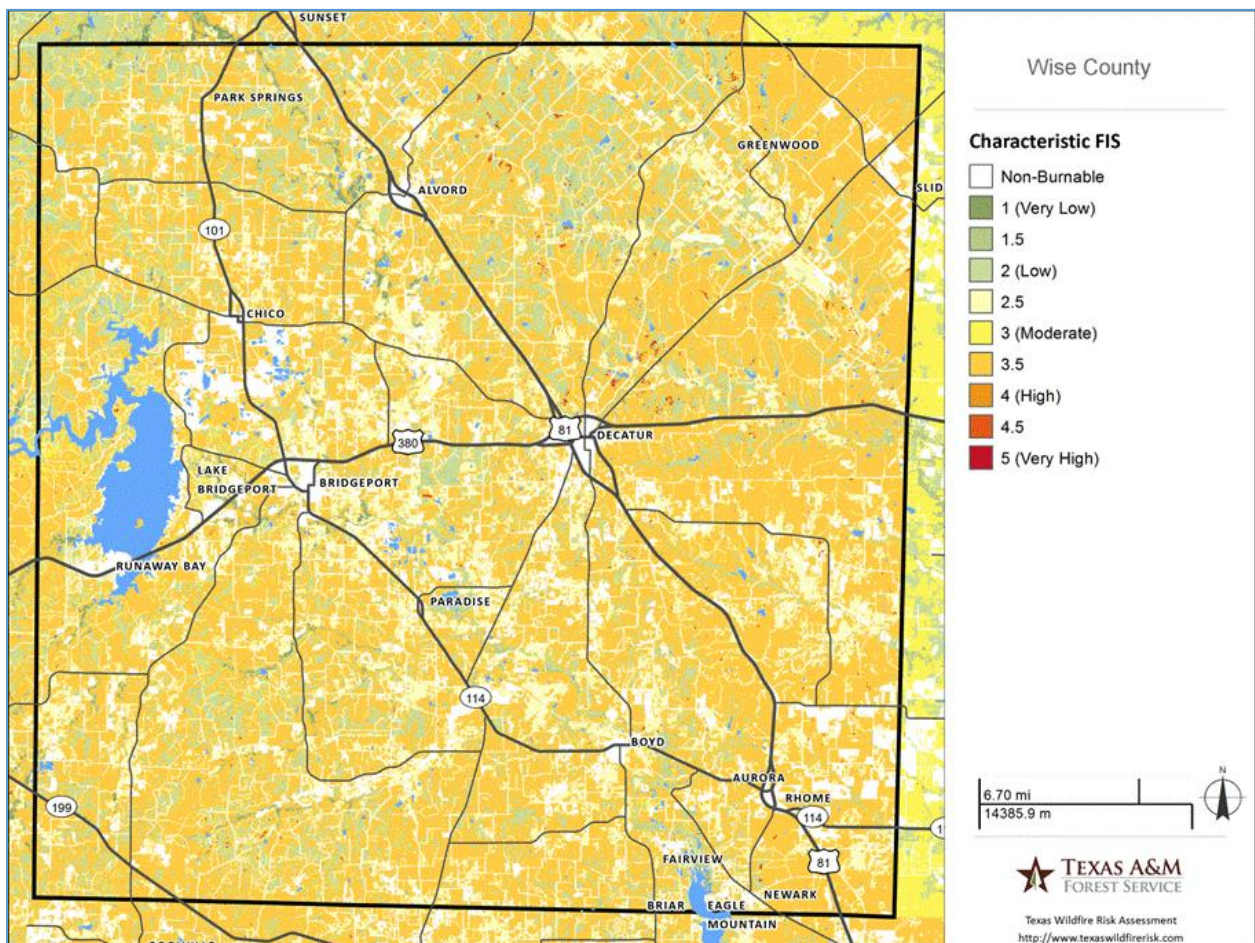 SUNSET
PARK SPRINGS
GREENWOOD
ALVORD
SLID
101
CHICO
81
DECATUR
380
LAKE
BRIDGEPORT
BRIDGEPORT
RUNAWAY BAY
PARADISE
114
BOYD
AURORA
RHOME
199
114
81
FAIRVIEW
NEWARK
BRIAR
EAGLE
MOUNTAIN
Wise County
Characteristic FIS
Non-Burnable
1 (Very Low)
1.5
2 (Low)
2.5
3 (Moderate)
3.5
4 (High)
4.5
5 (Very High)
N
6.70 mi
14385.9 m
TEXAS A&M
FOREST SERVICE
Texas Wildfire Risk Assessment
http://www.texaswildfirerisk.com